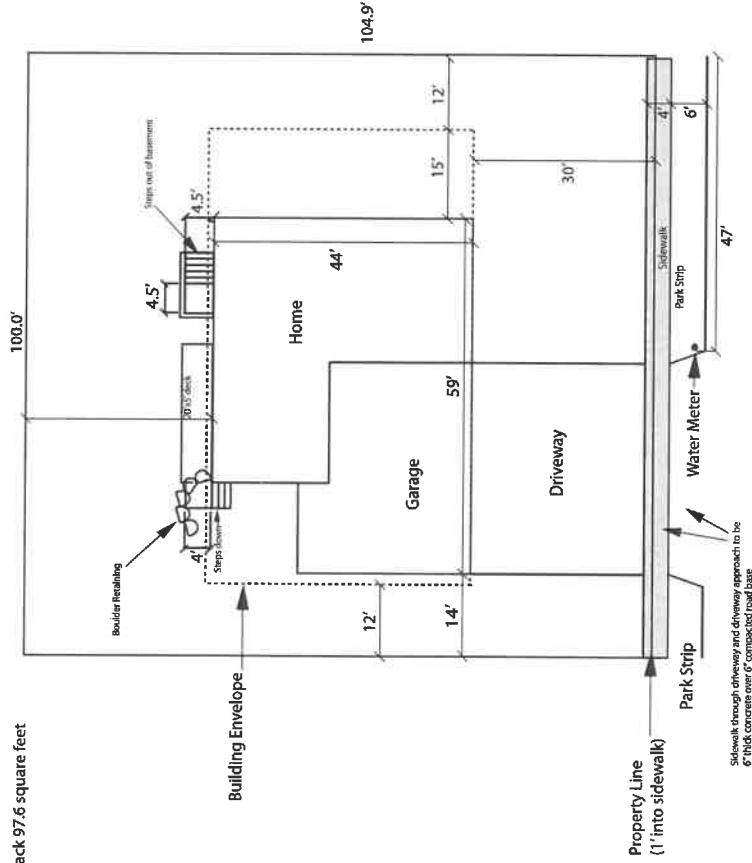 ack 97.6 square feet
100.0'
104.9'
Steps out of basement
4.5'
4.5'
20'x5' deck
Boulder Retaining
4'
Steps down
44'
Home
15'
12'
Building Envelope
59'
Garage
12'
14'
30'
Driveway
4'
6'
Sidewalk
Park Strip
47'
Water Meter
Park Strip
Property Line
(1' into sidewalk)
Sidewalk through driveway and driveway approach to be
6" thick concrete over 6" compacted road base